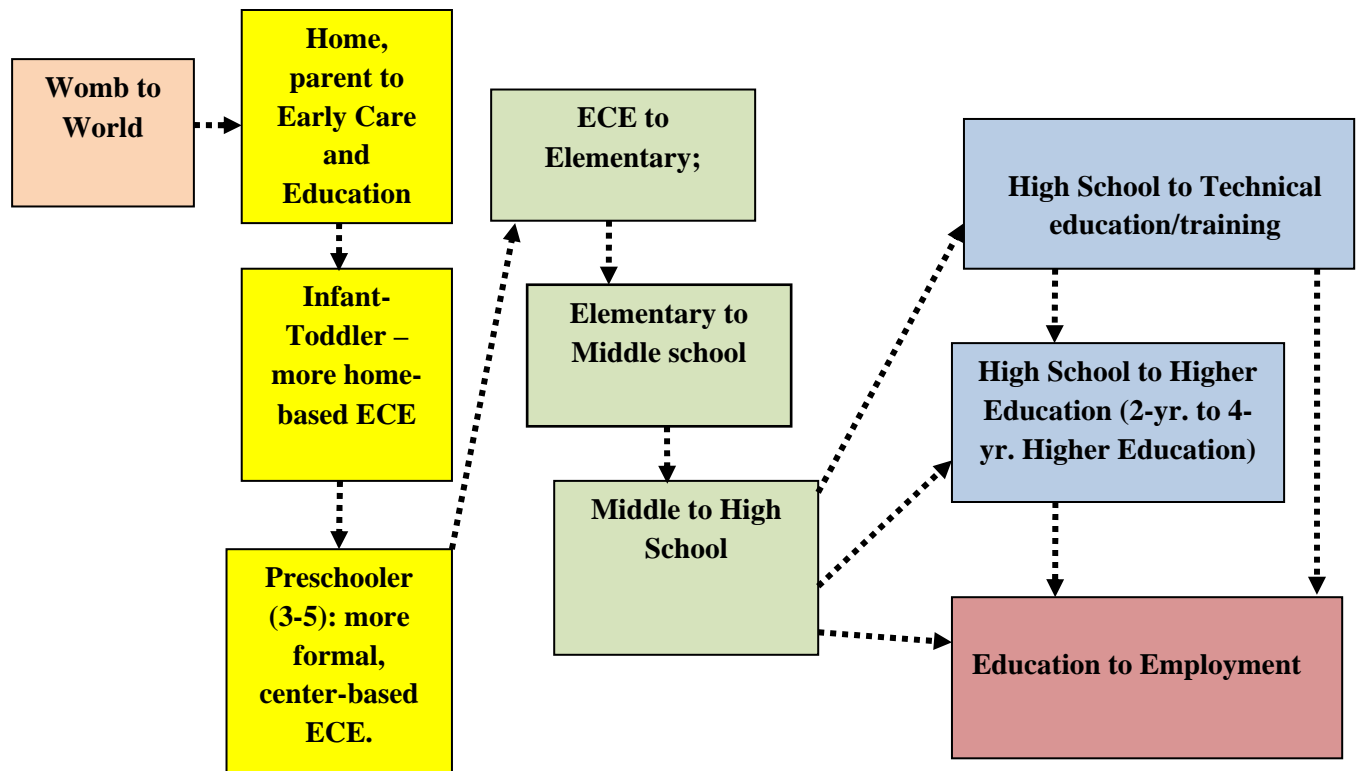 Womb to
World
Home,
parent to
Early Care
and
Education
Infant-
Toddler –
more home-
based ECE
Preschooler
(3-5): more
formal,
center-based
ECE.
ECE to
Elementary;
Elementary to
Middle school
Middle to High
School
High School to Technical
education/training
High School to Higher
Education (2-yr. to 4-
yr. Higher Education)
Education to Employment